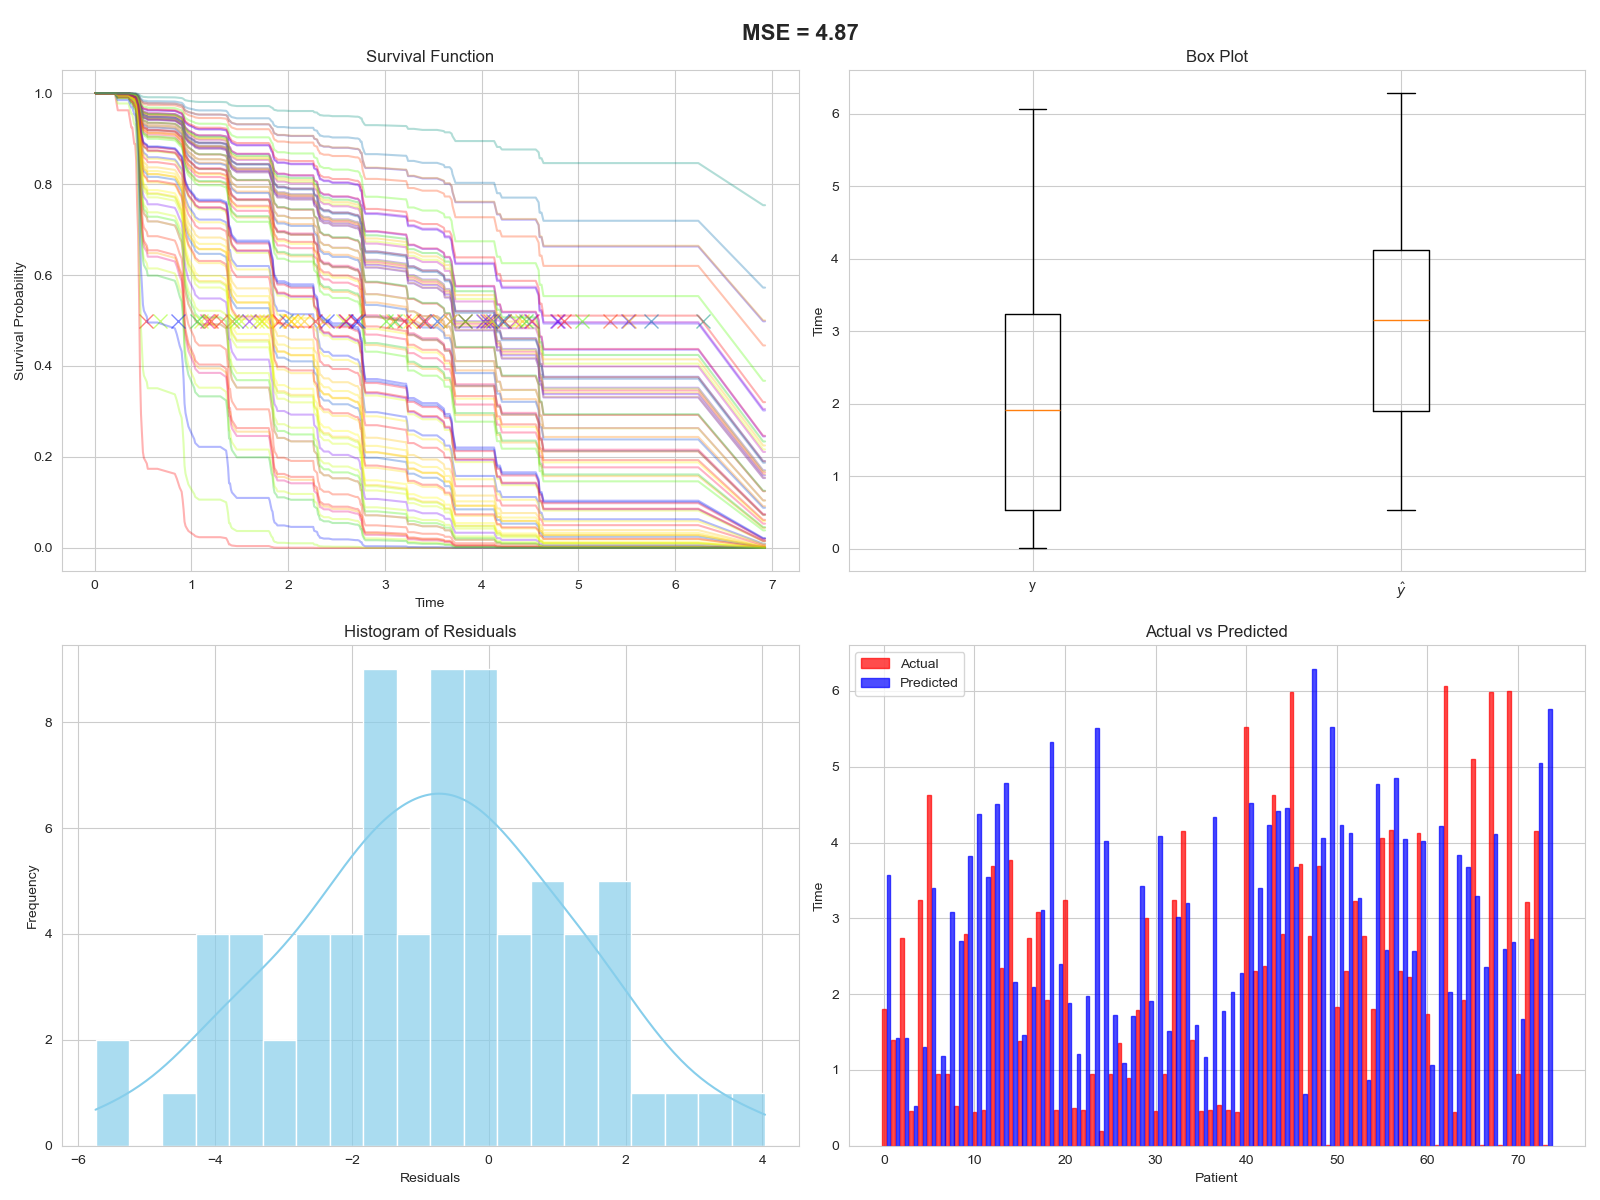 MSE = 4.87
Survival Function
Survival Probability
1.0
0.8
0.6
0.4
0.2
0.0
0 1 2 3 4 5 6 7
Time
Box Plot
Time
6
5
4
3
2
1
0
y ŷ
Histogram of Residuals
Frequency
8
6
4
2
0
−6 −4 −2 0 2 4
Residuals
Actual vs Predicted
Actual
Predicted
Time
6
5
4
3
2
1
0
0 10 20 30 40 50 60 70
Patient